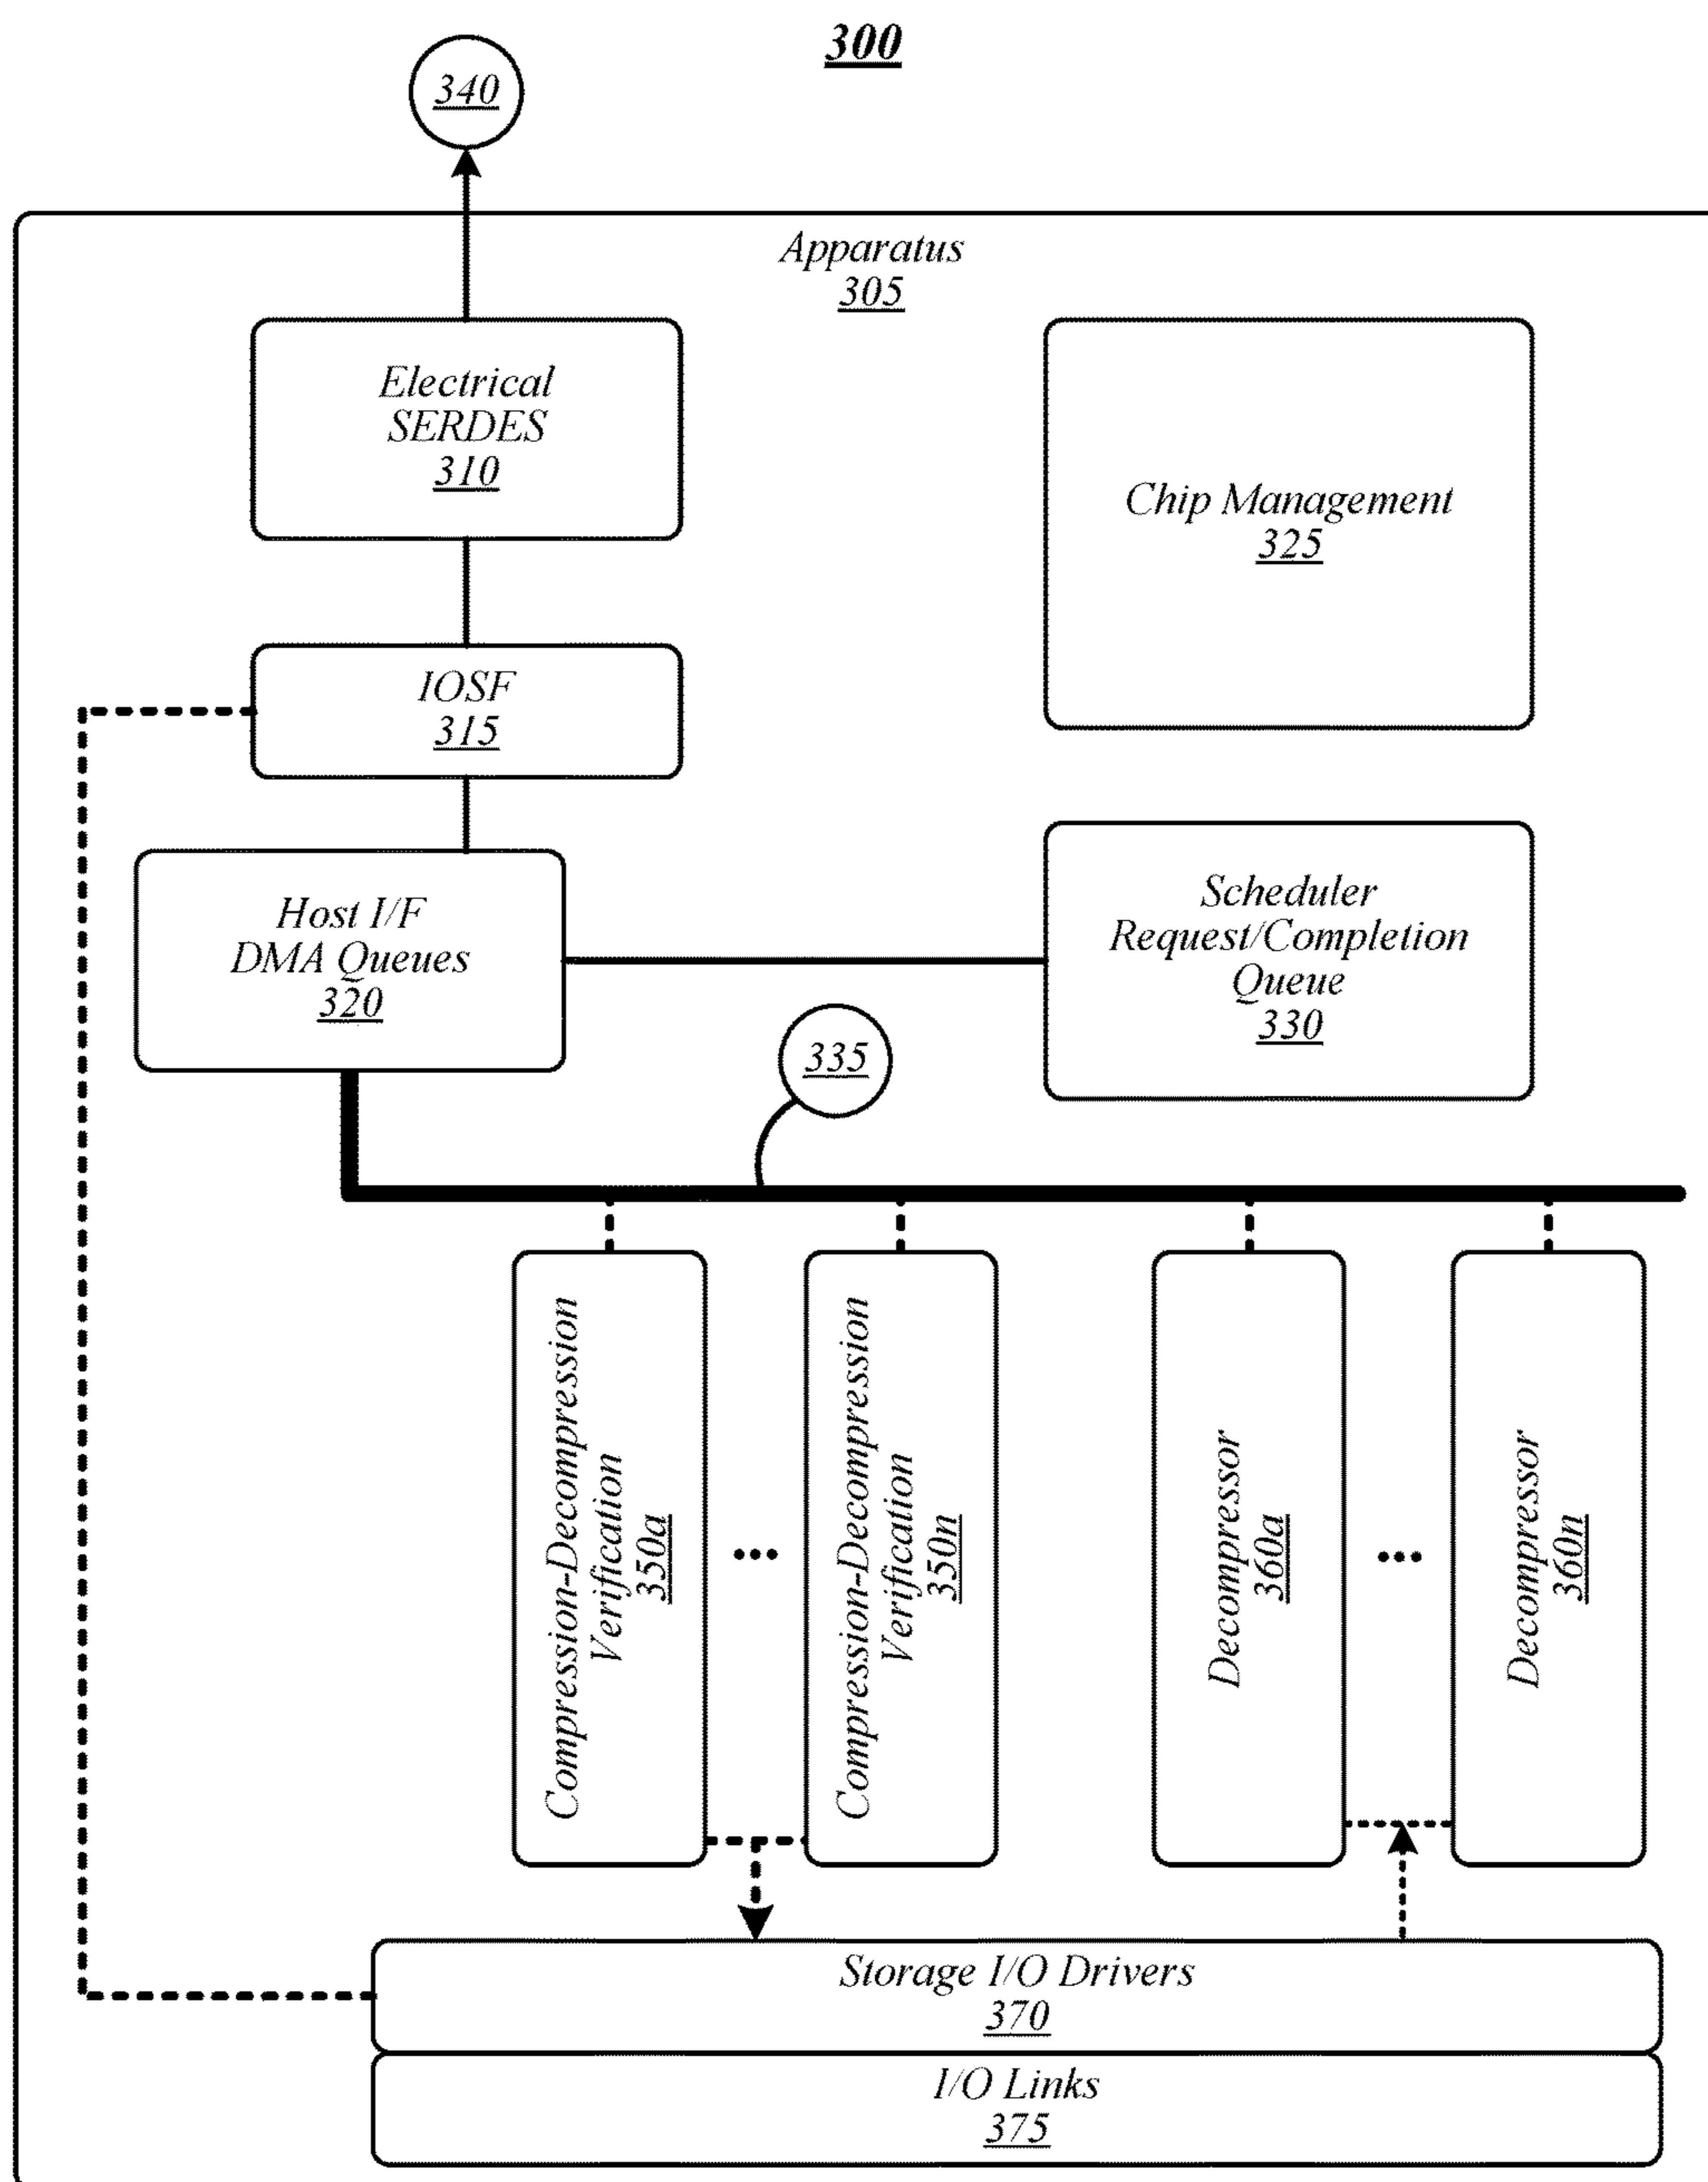 300
340
Apparatus
305
Electrical
SERDES
310
Chip Management
325
IOSF
315
Host I/F
DMA Queues
320
Scheduler
Request/Completion
Queue
330
335
Compression-Decompression
Verification
350a
...
Compression-Decompression
Verification
350n
Decompressor
360a
...
Decompressor
360n
Storage I/O Drivers
370
I/O Links
375